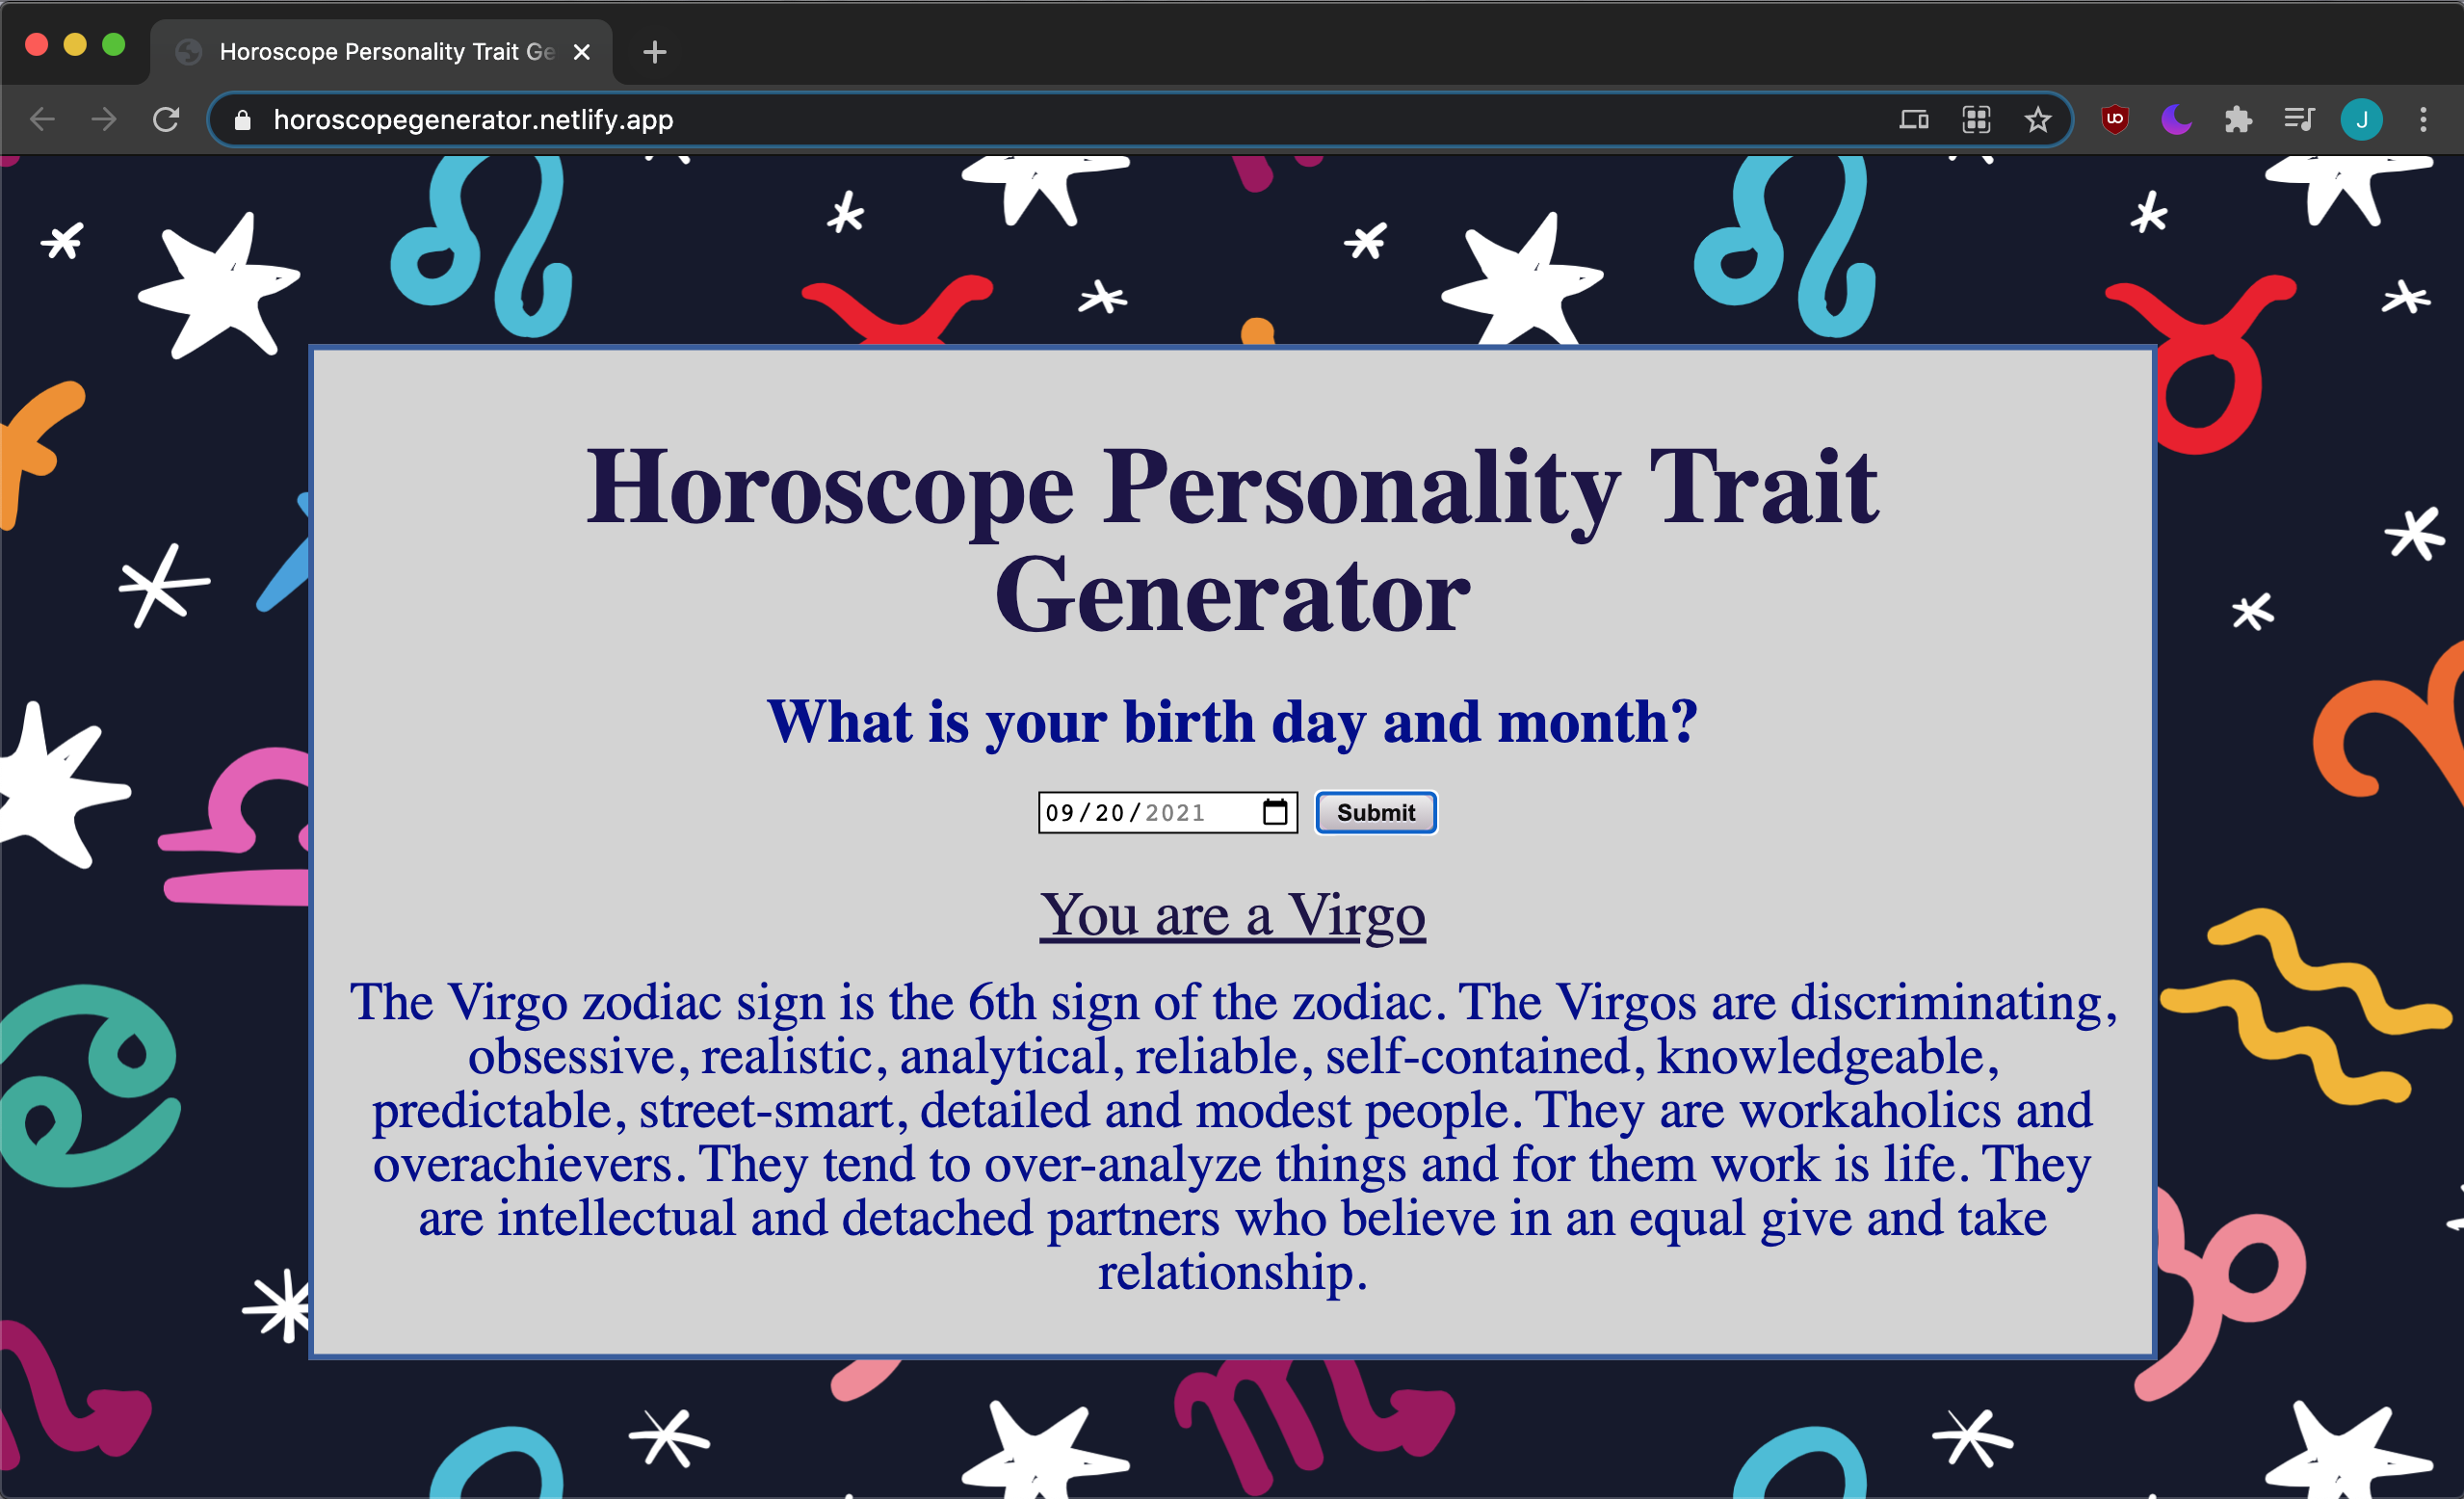 Horoscope Personality Trait Ge
horoscopegenerator.netlify.app
J
Horoscope Personality Trait
Generator
What is your birth day and month?
09/20/2021
Submit
You are a Virgo
The Virgo zodiac sign is the 6th sign of the zodiac. The Virgos are discriminating,
obsessive, realistic, analytical, reliable, self-contained, knowledgeable,
predictable, street-smart, detailed and modest people. They are workaholics and
overachievers. They tend to over-analyze things and for them work is life. They
are intellectual and detached partners who believe in an equal give and take
relationship.